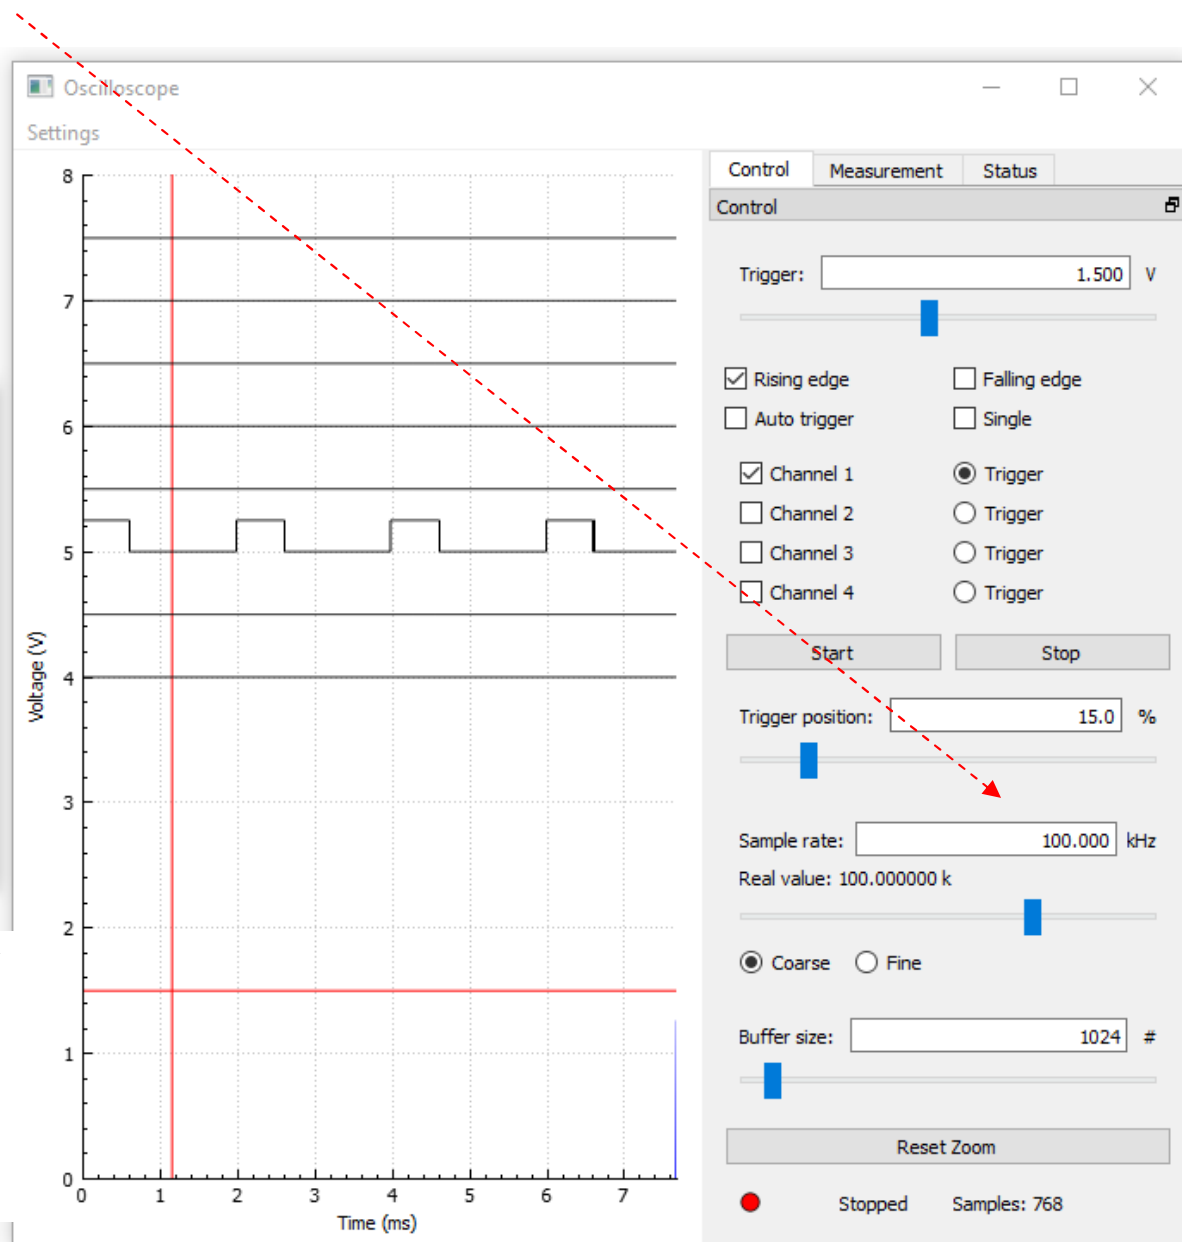 Oscilloscope
Settings
8
7
6
5
4
3
2
1
0
Voltage (V)
0 1 2 3 4 5 6 7
Time (ms)
Control Measurement Status
Control
Trigger: 1.500 V
Rising edge Falling edge
Auto trigger Single
Channel 1 Trigger
Channel 2 Trigger
Channel 3 Trigger
Channel 4 Trigger
Start Stop
Trigger position: 15.0 %
Sample rate: 100.000 kHz
Real value: 100.000000 k
Coarse Fine
Buffer size: 1024 #
Reset Zoom
Stopped Samples: 768